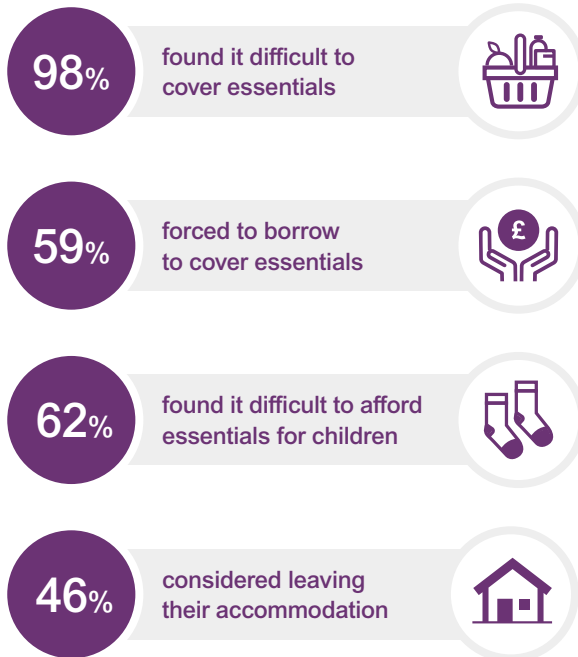 98%
found it difficult to
cover essentials
59%
forced to borrow
to cover essentials
£
62%
found it difficult to afford
essentials for children
46%
considered leaving
their accommodation